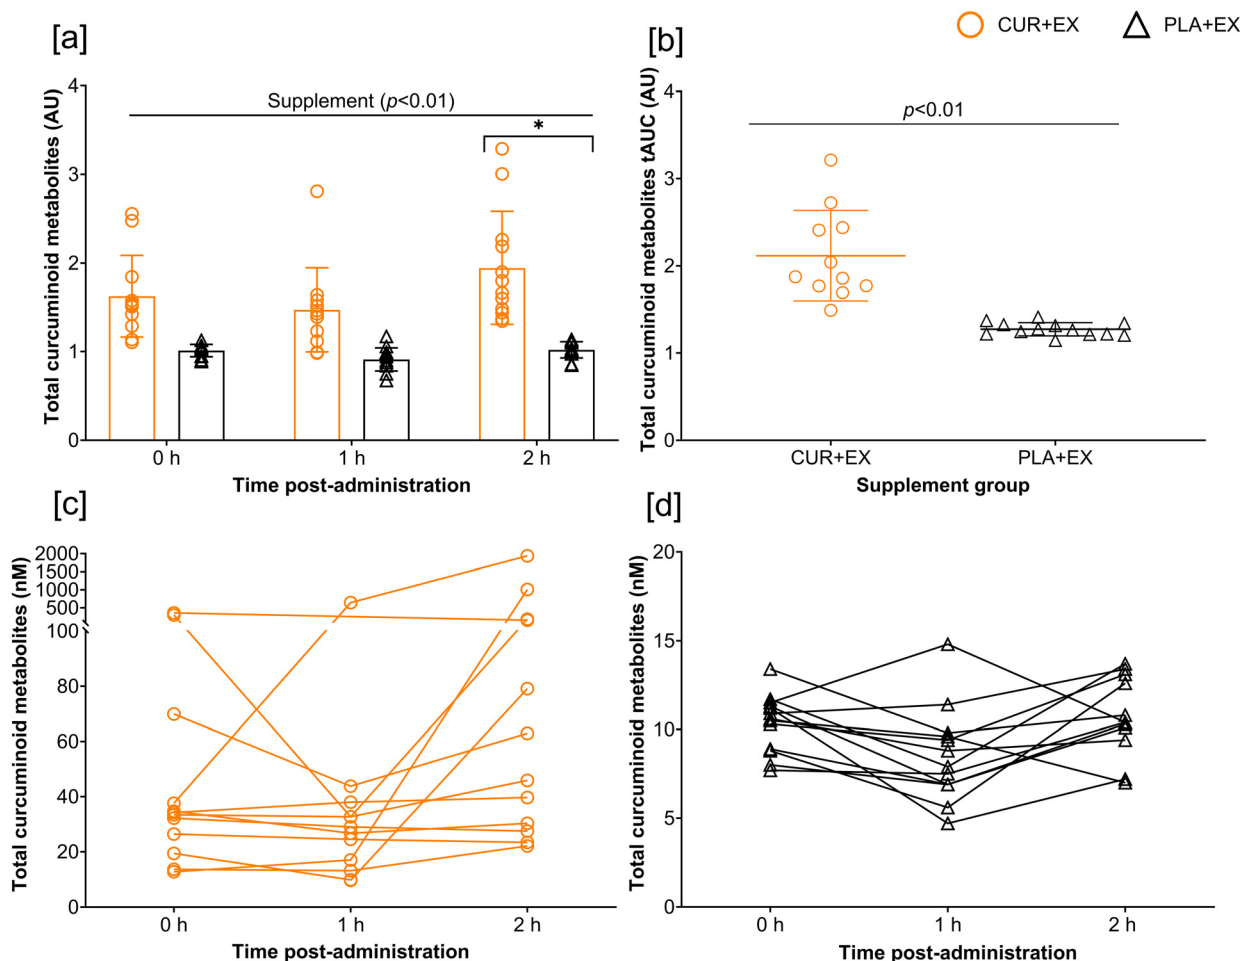 CUR+EX PLA+EX
[a]
Total curcuminoid metabolites (AU)
4
3
2
1
0
Supplement (p<0.01)
*
0 h 1 h 2 h
Time post-administration
[b]
Total curcuminoid metabolites tAUC (AU)
4
3
2
1
0
p<0.01
CUR+EX PLA+EX
Supplement group
[c]
Total curcuminoid metabolites (nM)
2000
1500
1000
500
100
80
60
40
20
0
0 h 1 h 2 h
Time post-administration
[d]
Total curcuminoid metabolites (nM)
20
15
10
5
0
0 h 1 h 2 h
Time post-administration